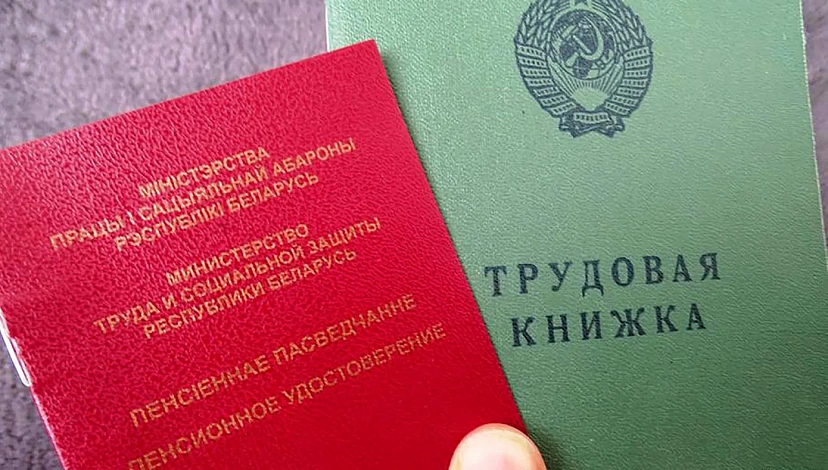 МІНІСТЭРСТВА
ПРАЦЫ І САЦЫЯЛЬНАЙ АБАРОНЫ
РЭСПУБЛІКІ БЕЛАРУСЬ
МИНИСТЕРСТВО
ТРУДА И СОЦИАЛЬНОЙ ЗАЩИТЫ
РЕСПУБЛИКИ БЕЛАРУСЬ
ПЕНСІЕННАЕ ПАСВЕДЧАННЕ
ПЕНСИОННОЕ УДОСТОВЕРЕНИЕ
ТРУДОВАЯ
КНИЖКА